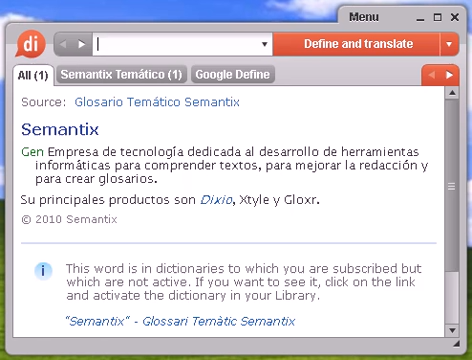 Menu
di
Define and translate
All (1)
Semantix Temático (1)
Google Define
Source: Glosario Temático Semantix
Semantix
Gen Empresa de tecnología dedicada al desarrollo de herramientas
informáticas para comprender textos, para mejorar la redacción y
para crear glosarios.
Su principales productos son Dixio, Xtyle y Gloxr.
© 2010 Semantix
i
This word is in dictionaries to which you are subscribed but
which are not active. If you want to see it, click on the link
and activate the dictionary in your Library.
"Semantix" - Glossari Temàtic Semantix